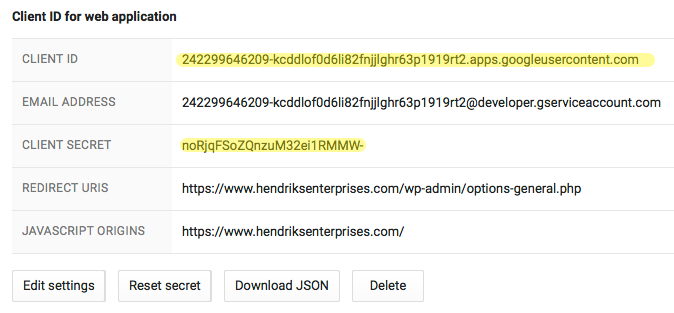 Client ID for web application
CLIENT ID 242299646209-kcddlof0d6li82fnjjlghr63p1919rt2.apps.googleusercontent.com
EMAIL ADDRESS 242299646209-kcddlof0d6li82fnjjlghr63p1919rt2@developer.gserviceaccount.com
CLIENT SECRET noRjqFSoZQnzuM32ei1RMMW-
REDIRECT URIS https://www.hendriksenterprises.com/wp-admin/options-general.php
JAVASCRIPT ORIGINS https://www.hendriksenterprises.com/
Edit settings Reset secret Download JSON Delete